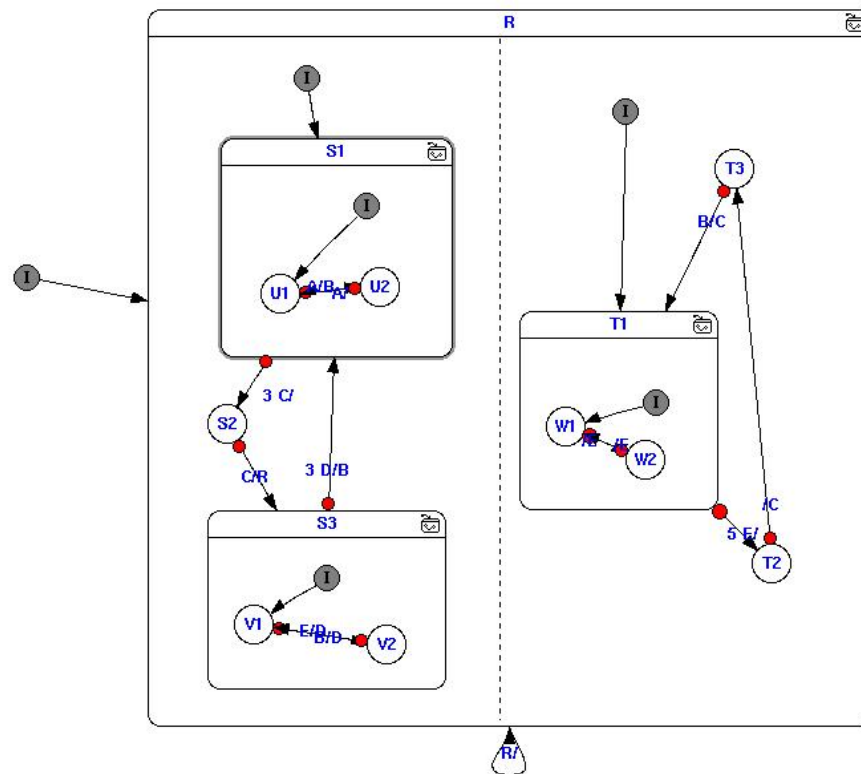 R
I
I
S1
T3
I
B/C
I
U1
A/B
A/
U2
T1
3 C/
I
S2
W1
W2
C/R
3 D/B
/C
S3
5 E/
T2
I
V1
E/D
B/D
V2
R/